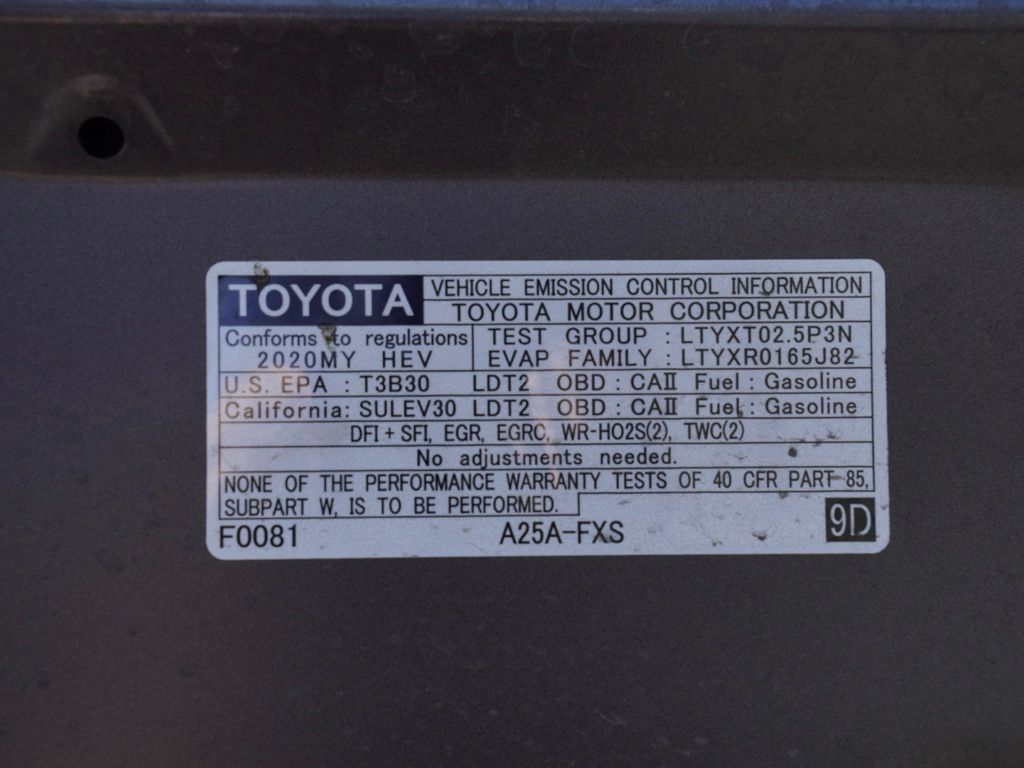 TOYOTA VEHICLE EMISSION CONTROL INFORMATION
TOYOTA MOTOR CORPORATION
Conforms to regulations
2020MY HEV
TEST GROUP : LTYXT02.5P3N
EVAP FAMILY : LTYXR0165J82
U.S. EPA : T3B30 LDT2 OBD : CAII Fuel : Gasoline
California: SULEV30 LDT2 OBD : CAII Fuel : Gasoline
DFI + SFI, EGR, EGRC, WR-HO2S(2), TWC(2)
No adjustments needed.
NONE OF THE PERFORMANCE WARRANTY TESTS OF 40 CFR PART 85,
SUBPART W, IS TO BE PERFORMED.
F0081 A25A-FXS 9D